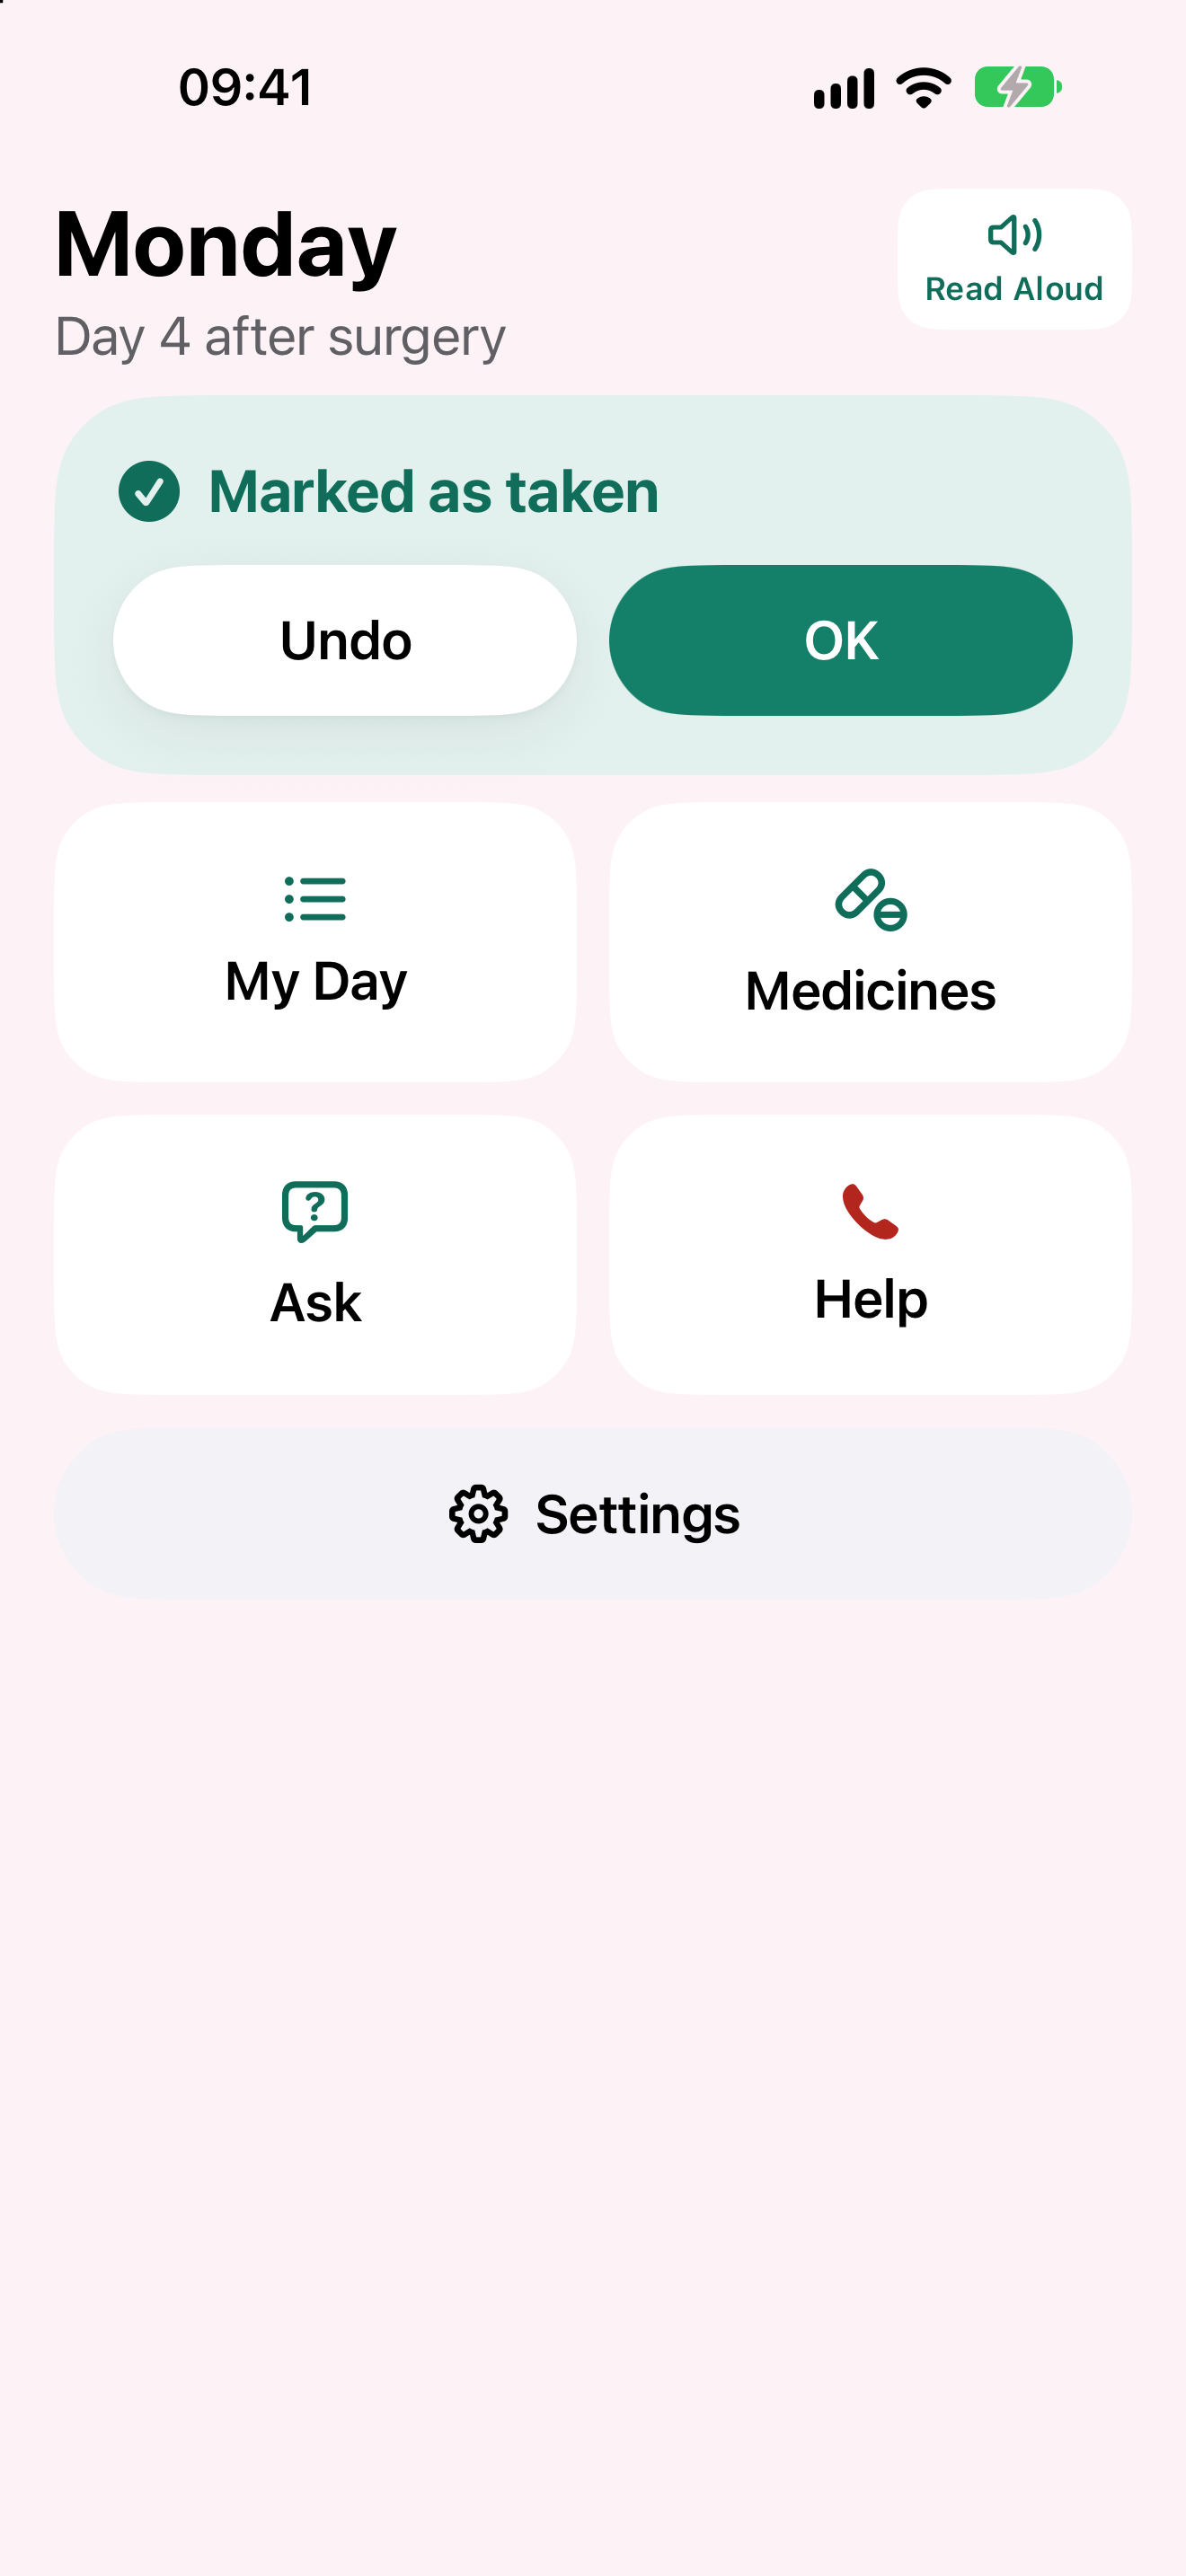 09:41
Monday
Read Aloud
Day 4 after surgery
Marked as taken
Undo
OK
My Day
Medicines
?
Ask
Help
Settings